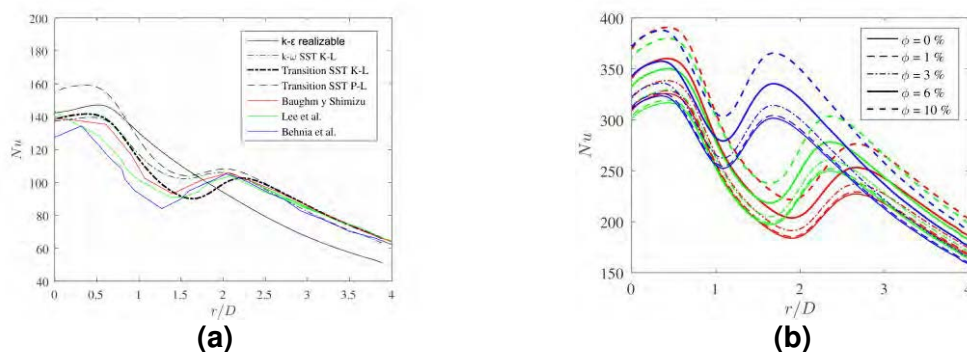 200
180
160
140
120
100
80
60
40
Nu
0
0.5
1
1.5
2
2.5
3
3.5
4
r/D
k-ε realizable
k-ω SST K-L
Transition SST K-L
Transition SST P-L
Baughm y Shimizu
Lee et al.
Behnia et al.
(a)
400
350
300
250
200
150
Nu
0
1
2
3
4
r/D
ϕ = 0 %
ϕ = 1 %
ϕ = 3 %
ϕ = 6 %
ϕ = 10 %
(b)